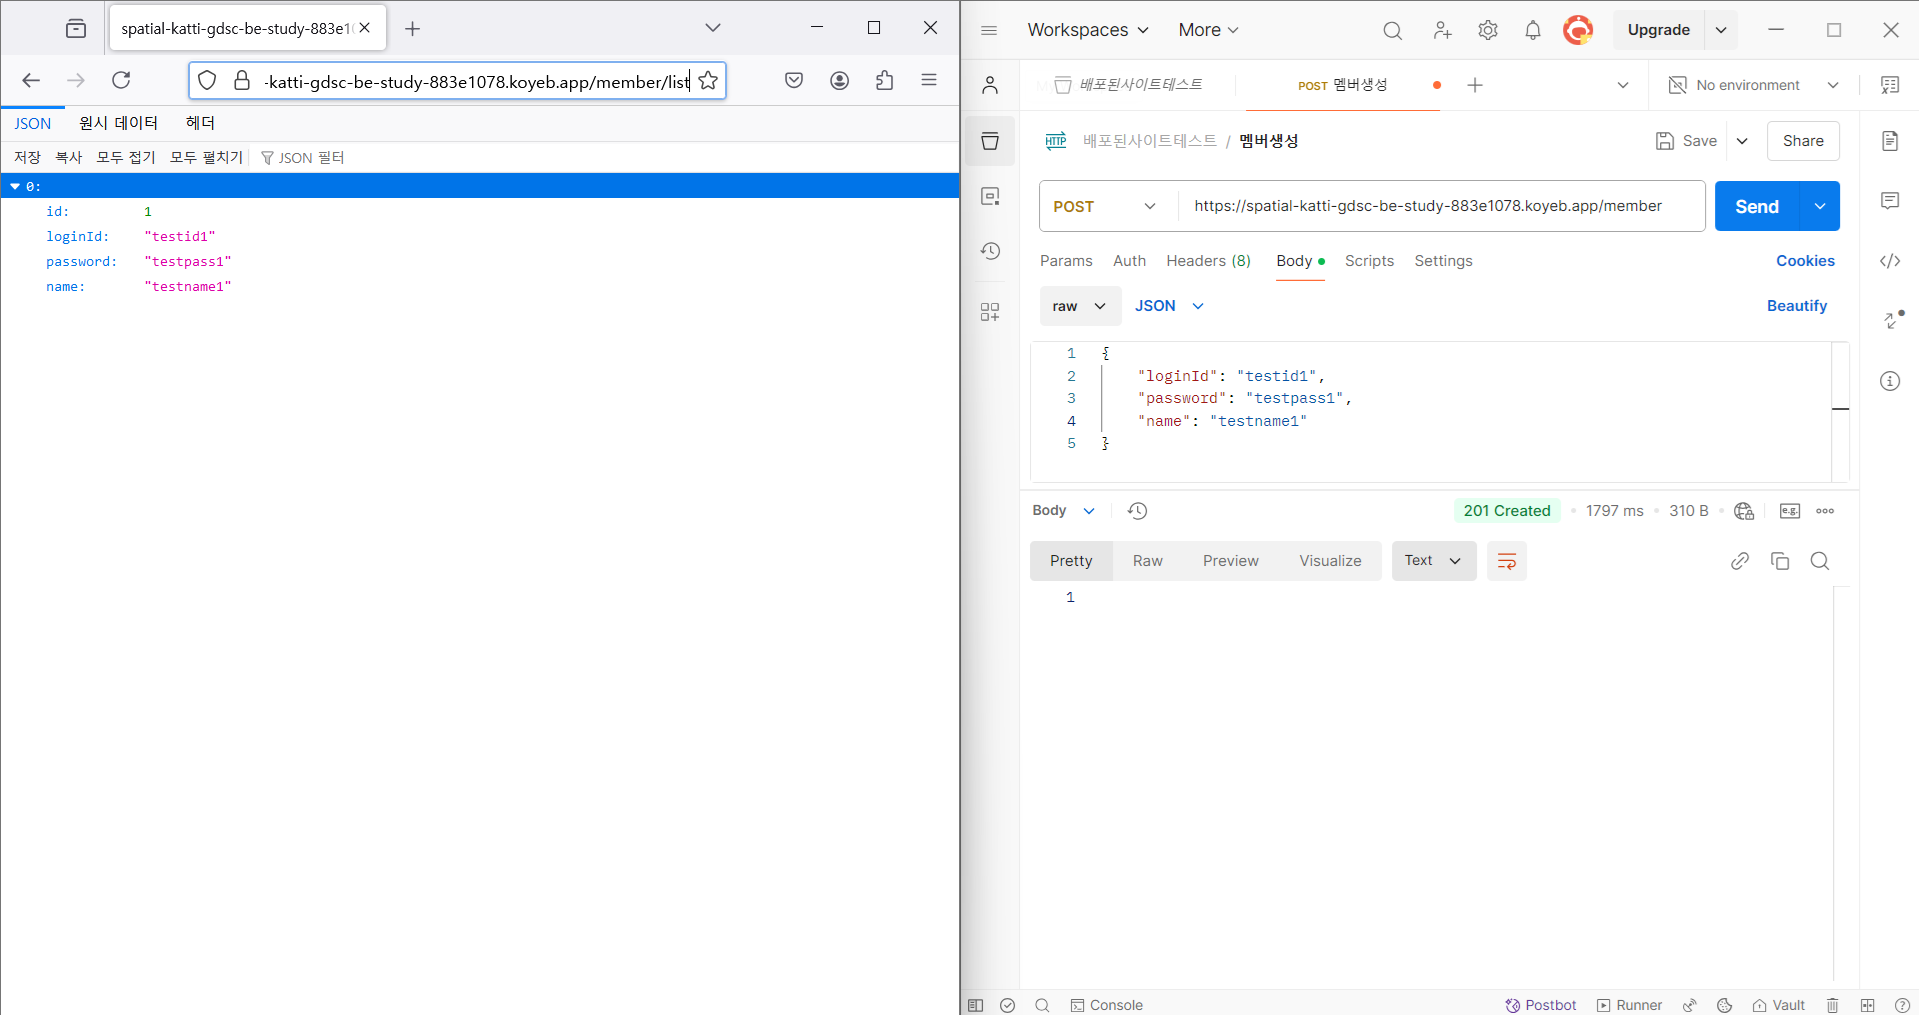 spatial-katti-gdsc-be-study-883e1
-katti-gdsc-be-study-883e1078.koyeb.app/member/list
JSON 원시 데이터 헤더
저장 복사 모두 접기 모두 펼치기 JSON 필터
0:
id: 1
loginId: "testid1"
password: "testpass1"
name: "testname1"
Workspaces More Upgrade
배포된사이트테스트 POST 멤버생성 No environment
HTTP 배포된사이트테스트 / 멤버생성 Save Share
POST https://spatial-katti-gdsc-be-study-883e1078.koyeb.app/member Send
Params Auth Headers (8) Body Scripts Settings Cookies
raw JSON Beautify
1 {
2 "loginId": "testid1",
3 "password": "testpass1",
4 "name": "testname1"
5 }
Body 201 Created 1797 ms 310 B e.g.
Pretty Raw Preview Visualize Text
1
Console Postbot Runner Vault